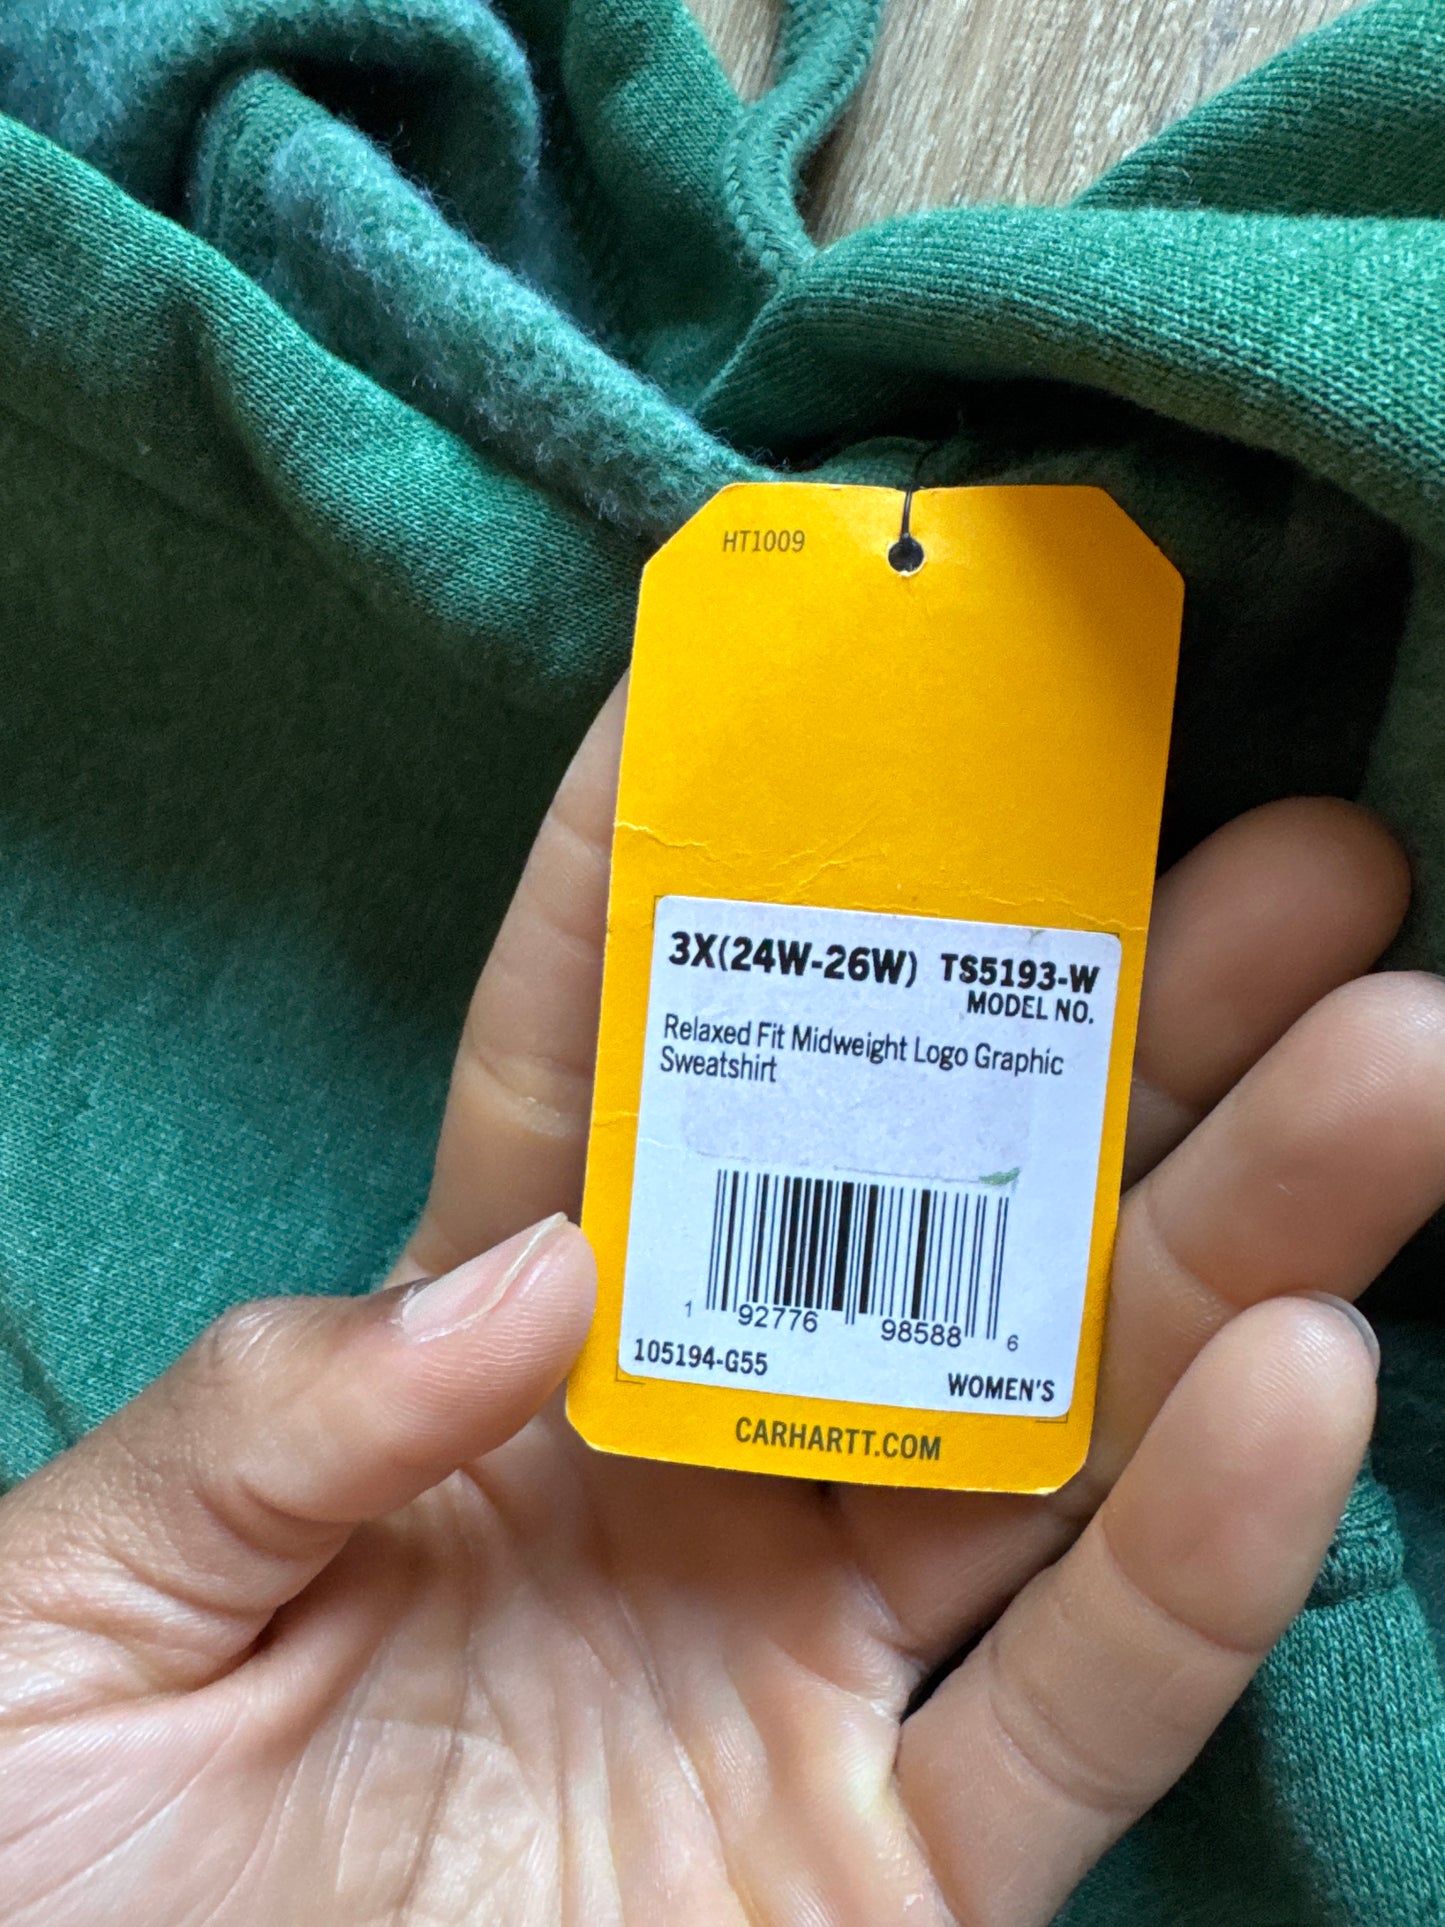 HT1009
3X(24W-26W) TS5193-W
MODEL NO.
Relaxed Fit Midweight Logo Graphic
Sweatshirt
1 92776 98588 6
105194-G55
WOMEN'S
CARHARTT.COM